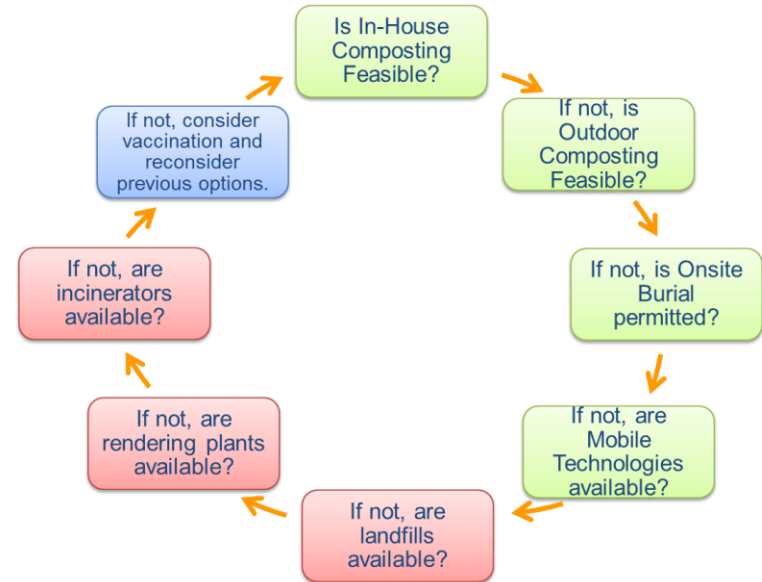 Is In-House
Composting
Feasible?
If not, is
Outdoor
Composting
Feasible?
If not, is Onsite
Burial
permitted?
If not, are
Mobile
Technologies
available?
If not, are
landfills
available?
If not, are
rendering plants
available?
If not, are
incinerators
available?
If not, consider
vaccination and
reconsider
previous options.